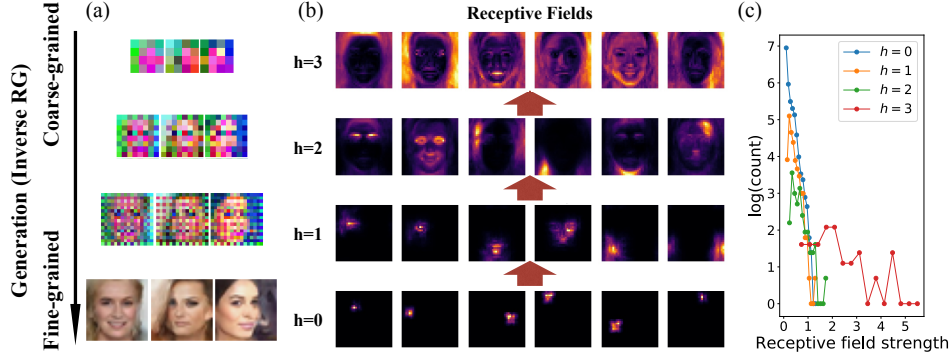 (a)
(b)
Receptive Fields
(c)
Generation (Inverse RG)
Coarse-grained
Fine-grained
h=3
h=2
h=1
h=0
7
6
5
4
3
2
1
0
log(count)
h = 0
h = 1
h = 2
h = 3
0 1 2 3 4 5
Receptive field strength